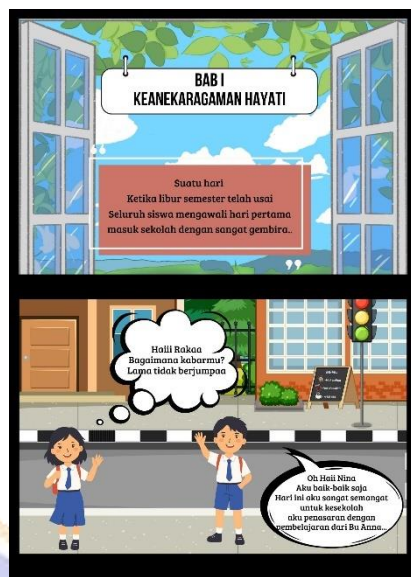 BAB I
KEANEKARAGAMAN HAYATI
Suatu hari
Ketika libur semester telah usai
Seluruh siswa mengawali hari pertama
masuk sekolah dengan sangat gembira..
Haiii Rakaa
Bagaimana kabarmu?
Lama tidak berjumpaa
Oh Haii Nina
Aku baik-baik saja
Hari ini aku sangat semangat
untuk kesekolah
aku penasaran dengan
pembelajaran dari Bu Anna...